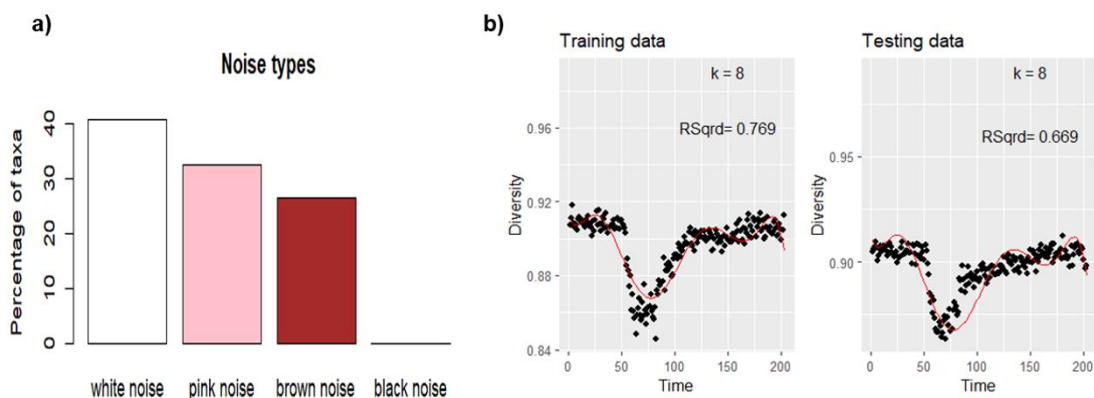 a)
Noise types
Percentage of taxa
40
30
20
10
0
white noise pink noise brown noise black noise
b)
Training data
k = 8
RSqrd= 0.769
Diversity
0.96
0.92
0.88
0.84
0 50 100 150 200
Time
Testing data
k = 8
RSqrd= 0.669
Diversity
0.95
0.90
0 50 100 150 200
Time